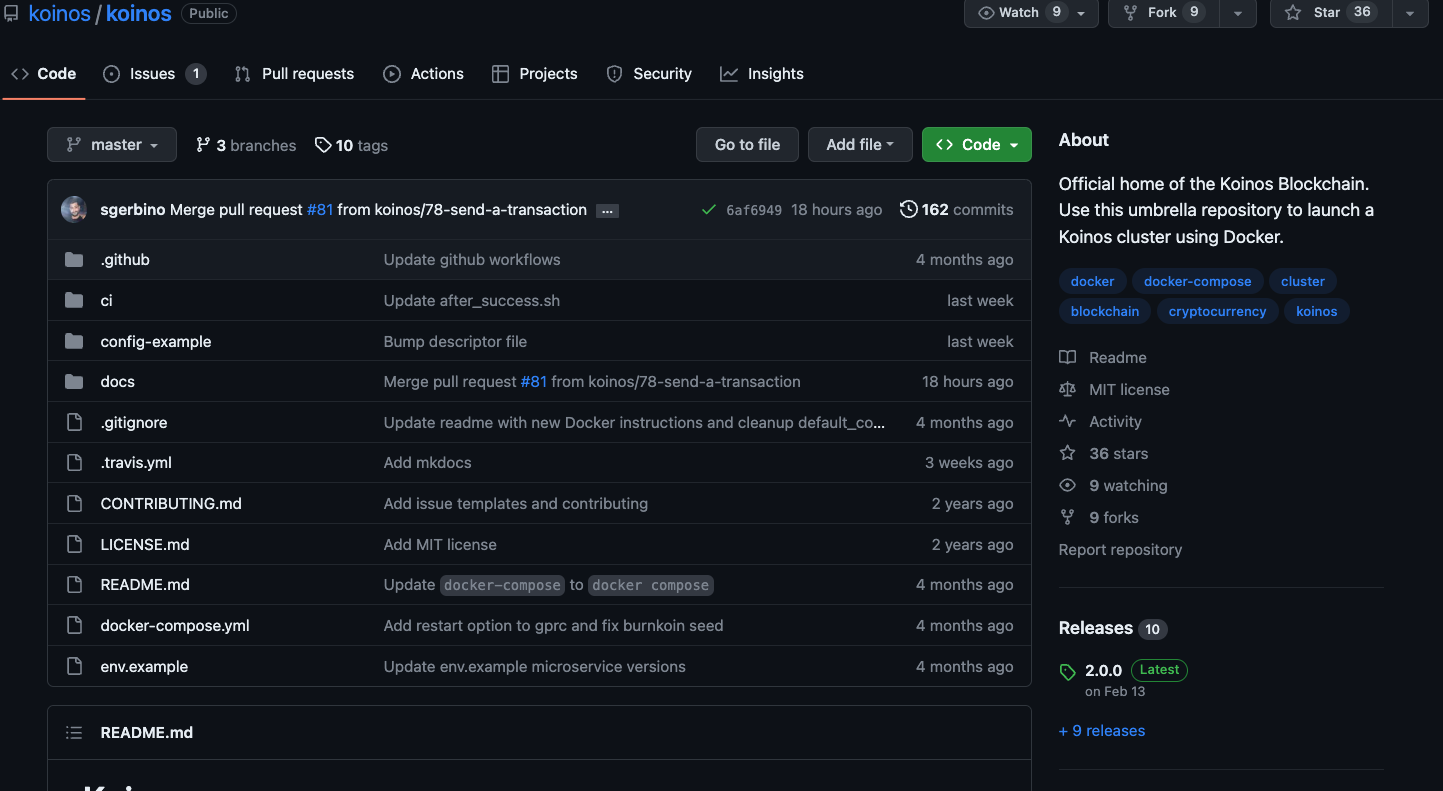 koinos / koinos Public Watch 9 Fork 9 Star 36
Code Issues 1 Pull requests Actions Projects Security Insights
master 3 branches 10 tags Go to file Add file Code
sgerbino Merge pull request #81 from koinos/78-send-a-transaction ... 6af6949 18 hours ago 162 commits
.github Update github workflows 4 months ago
ci Update after_success.sh last week
config-example Bump descriptor file last week
docs Merge pull request #81 from koinos/78-send-a-transaction 18 hours ago
.gitignore Update readme with new Docker instructions and cleanup default_co... 4 months ago
.travis.yml Add mkdocs 3 weeks ago
CONTRIBUTING.md Add issue templates and contributing 2 years ago
LICENSE.md Add MIT license 2 years ago
README.md Update docker-compose to docker compose 4 months ago
docker-compose.yml Add restart option to gprc and fix burnkoin seed 4 months ago
env.example Update env.example microservice versions 4 months ago
README.md
About
Official home of the Koinos Blockchain.
Use this umbrella repository to launch a
Koinos cluster using Docker.
docker docker-compose cluster
blockchain cryptocurrency koinos
Readme
MIT license
Activity
36 stars
9 watching
9 forks
Report repository
Releases 10
2.0.0 Latest
on Feb 13
+ 9 releases